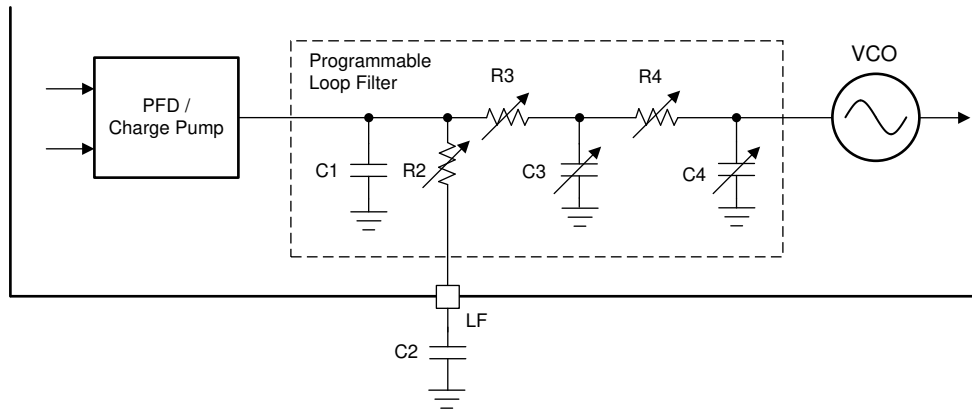 Programmable
Loop Filter
VCO
PFD /
Charge Pump
R3
R4
C1
R2
C3
C4
LF
C2